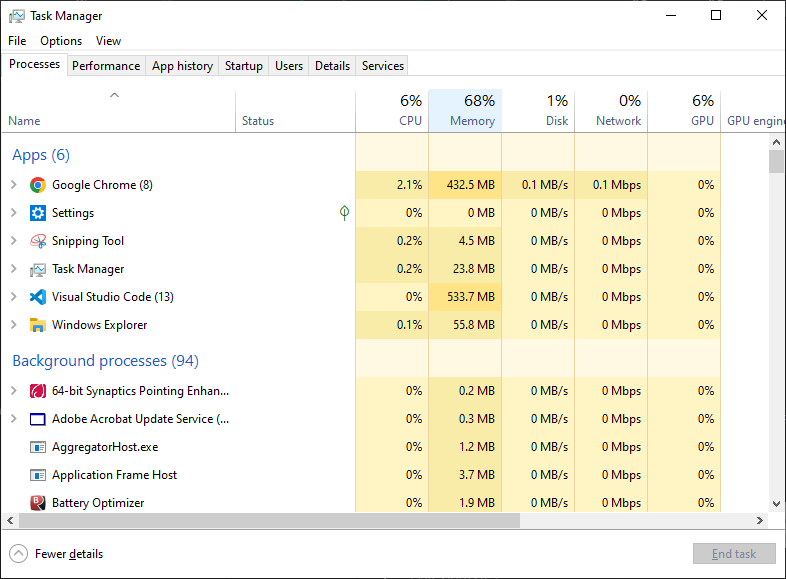 Task Manager
File Options View
Processes Performance App history Startup Users Details Services
6% 68% 1% 0% 6%
Name Status CPU Memory Disk Network GPU GPU engine
Apps (6)
Google Chrome (8) 2.1% 432.5 MB 0.1 MB/s 0.1 Mbps 0%
Settings 0% 0 MB 0 MB/s 0 Mbps 0%
Snipping Tool 0.2% 4.5 MB 0 MB/s 0 Mbps 0%
Task Manager 0.2% 23.8 MB 0 MB/s 0 Mbps 0%
Visual Studio Code (13) 0% 533.7 MB 0 MB/s 0 Mbps 0%
Windows Explorer 0.1% 55.8 MB 0 MB/s 0 Mbps 0%
Background processes (94)
64-bit Synaptics Pointing Enhan... 0% 0.2 MB 0 MB/s 0 Mbps 0%
Adobe Acrobat Update Service (... 0% 0.3 MB 0 MB/s 0 Mbps 0%
AggregatorHost.exe 0% 1.2 MB 0 MB/s 0 Mbps 0%
Application Frame Host 0% 3.7 MB 0 MB/s 0 Mbps 0%
Battery Optimizer 0% 1.9 MB 0 MB/s 0 Mbps 0%
Fewer details End task